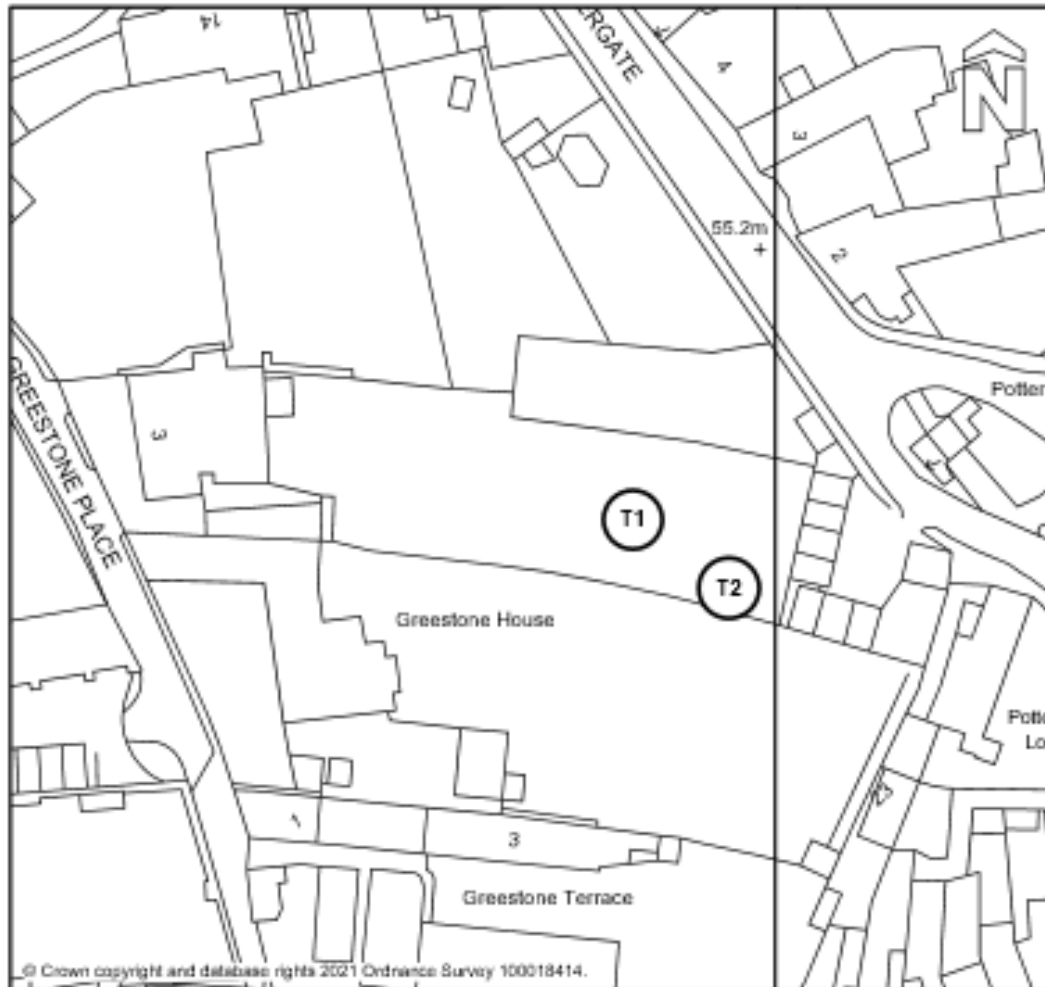 14
ERGATE
4
N
3
55.2m
+
2
GREESTONE PLACE
Potter
3
T1
T2
Greestone House
Potte
Lo
1
3
Greestone Terrace
© Crown copyright and database rights 2021 Ordnance Survey 100018414.